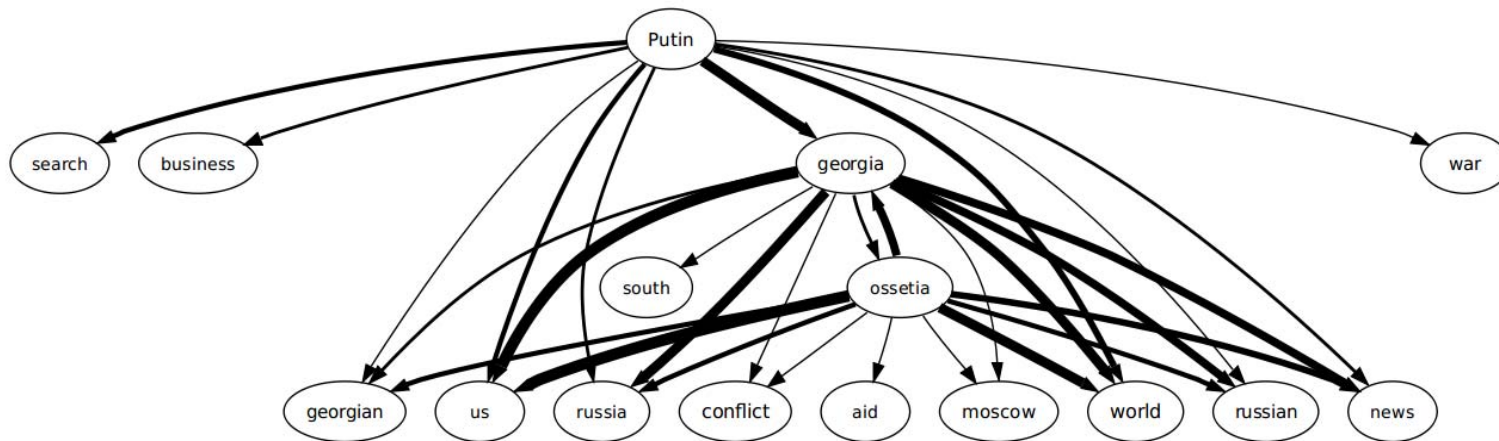 Putin
search
business
georgia
war
south
ossetia
georgian
us
russia
conflict
aid
moscow
world
russian
news